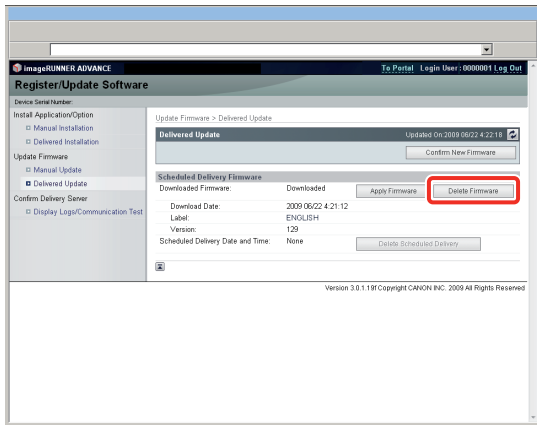 imageRUNNER ADVANCE To Portal Login User : 0000001 Log Out
Register/Update Software
Device Serial Number:
Install Application/Option
Manual Installation
Delivered Installation
Update Firmware
Manual Update
Delivered Update
Confirm Delivery Server
Display Logs/Communication Test
Update Firmware > Delivered Update
Delivered Update Updated On:2009 06/22 4:22:18
Confirm New Firmware
Scheduled Delivery Firmware
Downloaded Firmware: Downloaded Apply Firmware Delete Firmware
Download Date: 2009 06/22 4:21:12
Label: ENGLISH
Version: 129
Scheduled Delivery Date and Time: None Delete Scheduled Delivery
Version 3.0.1.19f Copyright CANON INC. 2009 All Rights Reserved